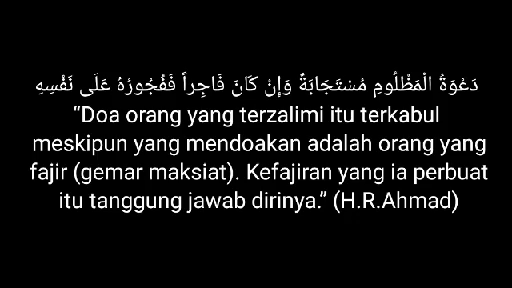 دَعْوَةُ الْمَظْلُومِ مُسْتَجَابَةٌ وَإِنْ كَانَ فَاجِراً فَفُجُورُهُ عَلَى نَفْسِهِ
“Doa orang yang terzalimi itu terkabul
meskipun yang mendoakan adalah orang yang
fajir (gemar maksiat). Kefajiran yang ia perbuat
itu tanggung jawab dirinya.” (H.R.Ahmad)